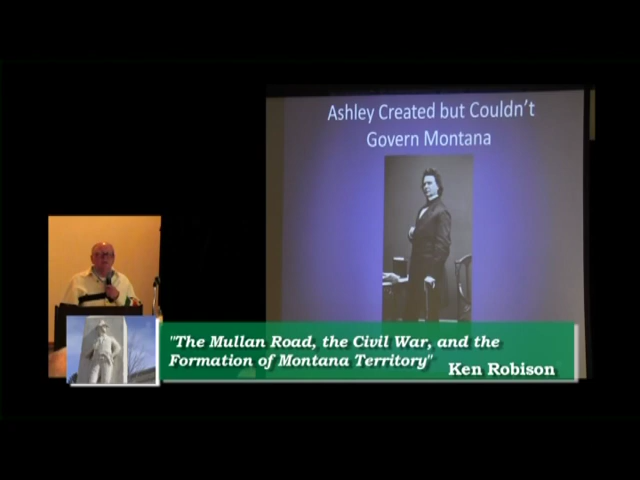 Ashley Created but Couldn't
Govern Montana
"The Mullan Road, the Civil War, and the
Formation of Montana Territory"
Ken Robison